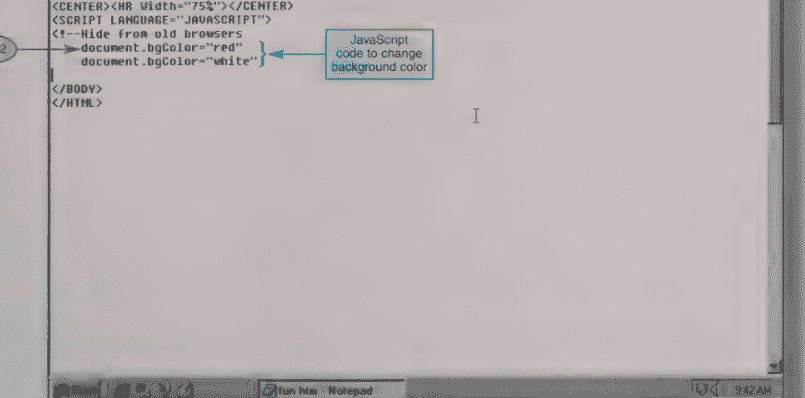 <CENTER><HR Width="75%"></CENTER>
<SCRIPT LANGUAGE="JAVASCRIPT">
<!--Hide from old browsers
2
document.bgColor="red"
document.bgColor="white"
JavaScript
code to change
background color
</BODY>
</HTML>
fun htm - Notepad
9:42 AM